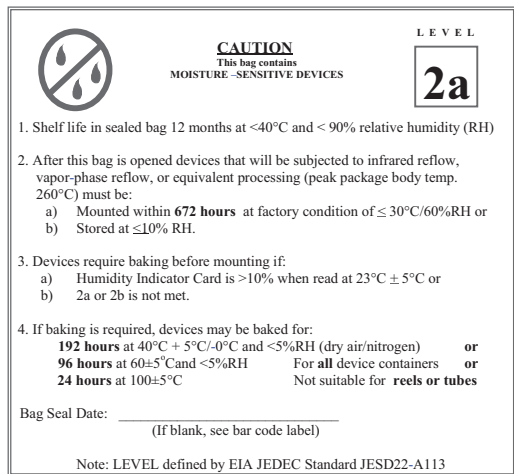 LEVEL
CAUTION
This bag contains
MOISTURE –SENSITIVE DEVICES
2a
1. Shelf life in sealed bag 12 months at <40°C and < 90% relative humidity (RH)
2. After this bag is opened devices that will be subjected to infrared reflow,
vapor-phase reflow, or equivalent processing (peak package body temp.
260°C) must be:
a) Mounted within 672 hours at factory condition of ≤ 30°C/60%RH or
b) Stored at ≤10% RH.
3. Devices require baking before mounting if:
a) Humidity Indicator Card is >10% when read at 23°C ± 5°C or
b) 2a or 2b is not met.
4. If baking is required, devices may be baked for:
192 hours at 40°C + 5°C/-0°C and <5%RH (dry air/nitrogen) or
96 hours at 60±5°Cand <5%RH For all device containers or
24 hours at 100±5°C Not suitable for reels or tubes
Bag Seal Date: ______________________________
(If blank, see bar code label)
Note: LEVEL defined by EIA JEDEC Standard JESD22-A113